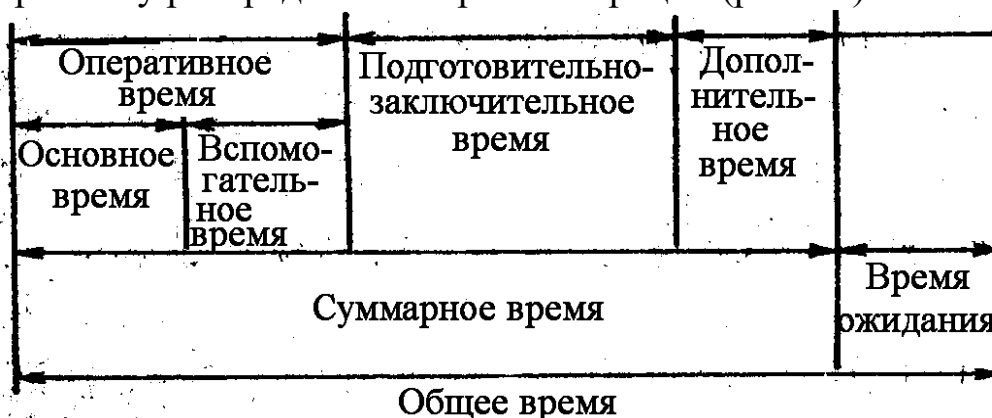 Оперативное
время
Подготовительно-
заключительное
время
Допол-
нитель-
ное
время
Основное
время
Вспомо-
гатель-
ное
время
Суммарное время
Время
ожидания
Общее время